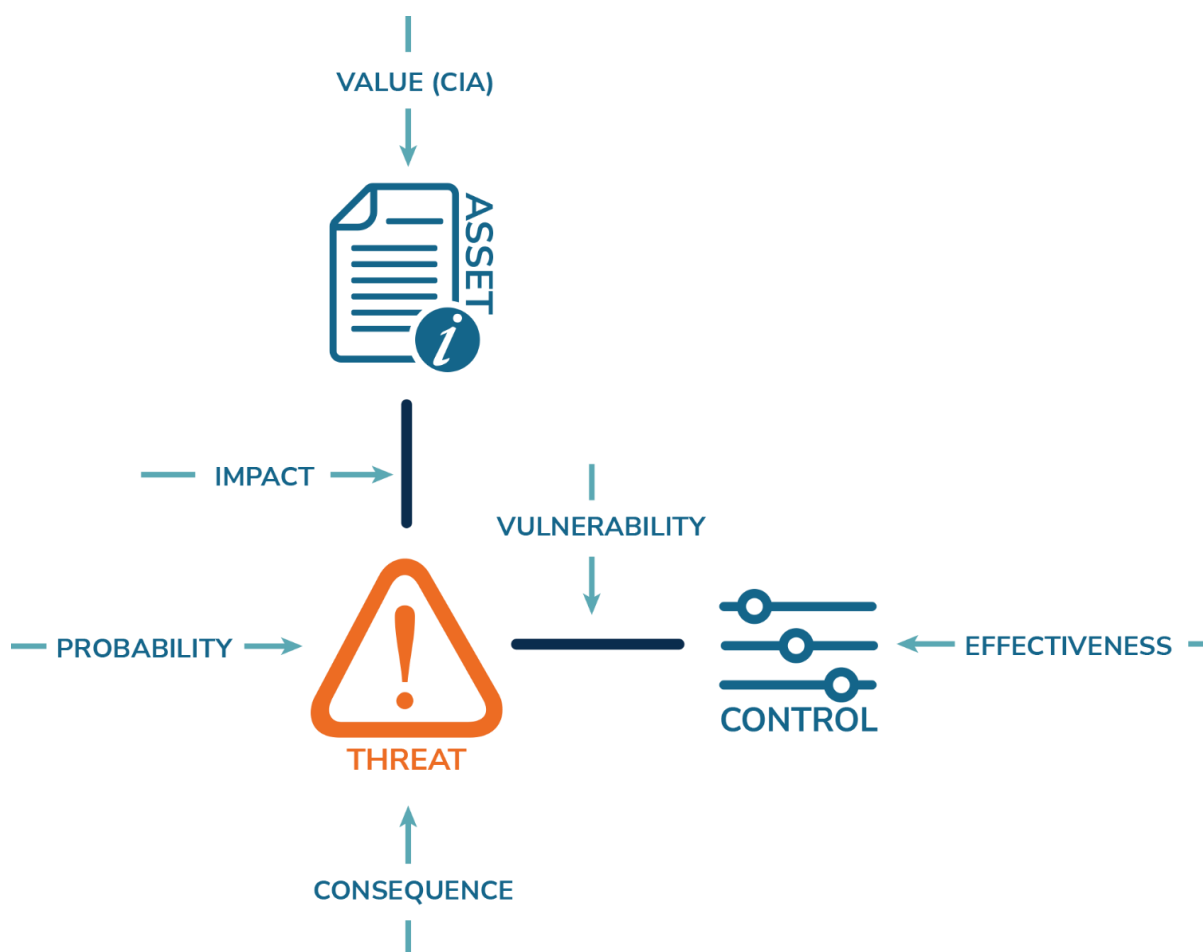 VALUE (CIA)
ASSET
i
IMPACT
VULNERABILITY
!
PROBABILITY
EFFECTIVENESS
CONTROL
THREAT
CONSEQUENCE